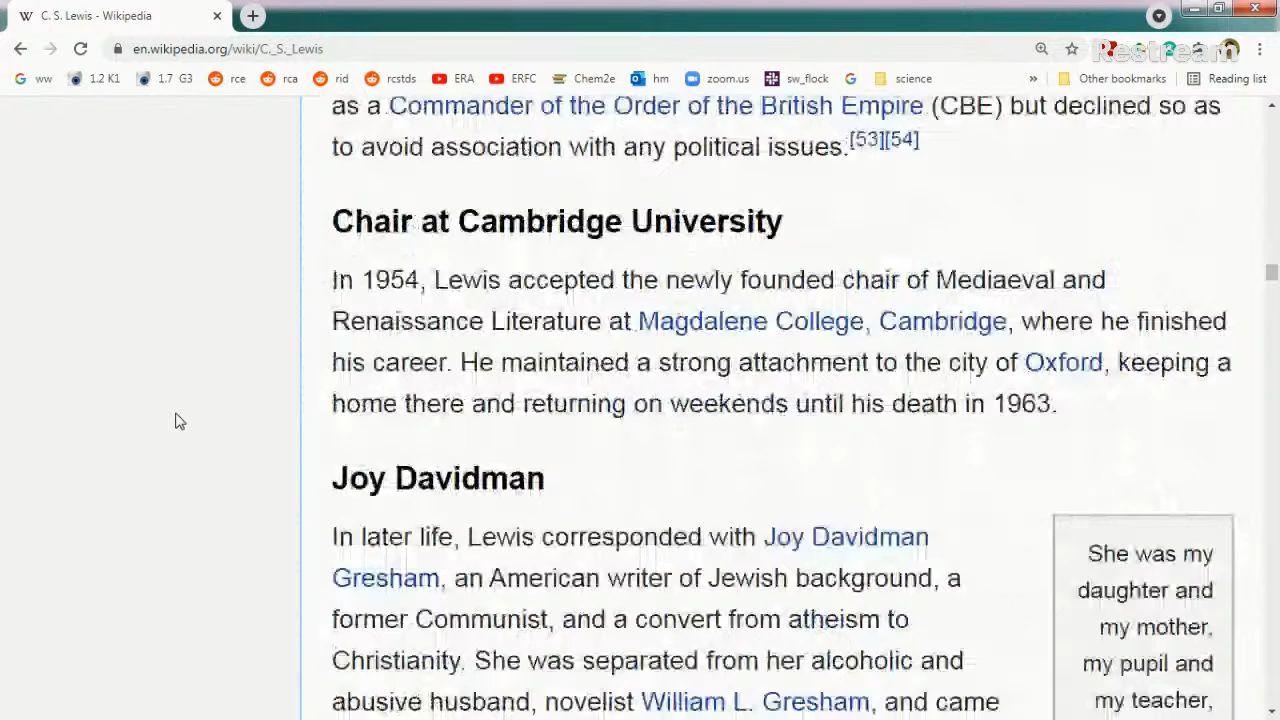 C. S. Lewis - Wikipedia
en.wikipedia.org/wiki/C._S._Lewis
Restream
ww 1.2 K1 1.7 G3 rce rca rid rcstds ERA ERFC Chem2e hm zoom.us sw_flock science » Other bookmarks Reading list
as a Commander of the Order of the British Empire (CBE) but declined so as
to avoid association with any political issues.[53][54]
Chair at Cambridge University
In 1954, Lewis accepted the newly founded chair of Mediaeval and
Renaissance Literature at Magdalene College, Cambridge, where he finished
his career. He maintained a strong attachment to the city of Oxford, keeping a
home there and returning on weekends until his death in 1963.
Joy Davidman
In later life, Lewis corresponded with Joy Davidman
Gresham, an American writer of Jewish background, a
former Communist, and a convert from atheism to
Christianity. She was separated from her alcoholic and
abusive husband, novelist William L. Gresham, and came
She was my
daughter and
my mother,
my pupil and
my teacher,